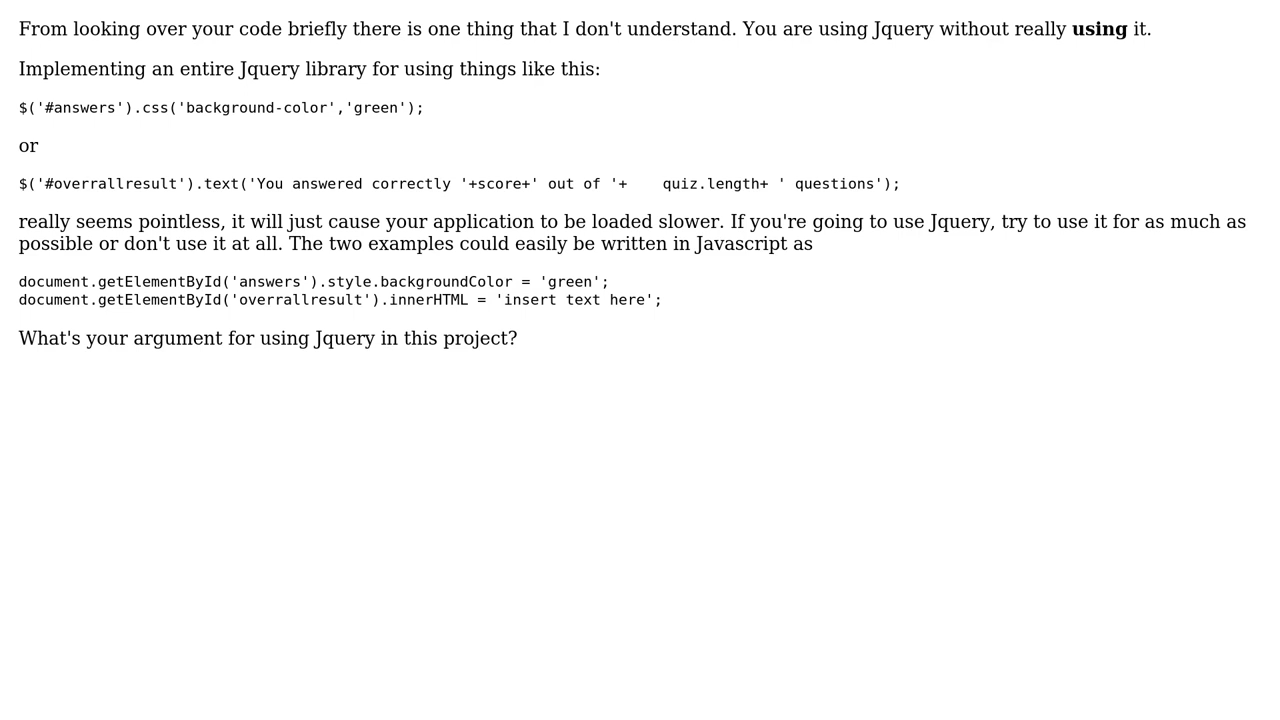 From looking over your code briefly there is one thing that I don't understand. You are using Jquery without really using it.
Implementing an entire Jquery library for using things like this:
$('#answers').css('background-color','green');
or
$('#overrallresult').text('You answered correctly '+score+' out of '+    quiz.length+ ' questions');
really seems pointless, it will just cause your application to be loaded slower. If you're going to use Jquery, try to use it for as much as
possible or don't use it at all. The two examples could easily be written in Javascript as
document.getElementById('answers').style.backgroundColor = 'green';
document.getElementById('overrallresult').innerHTML = 'insert text here';
What's your argument for using Jquery in this project?